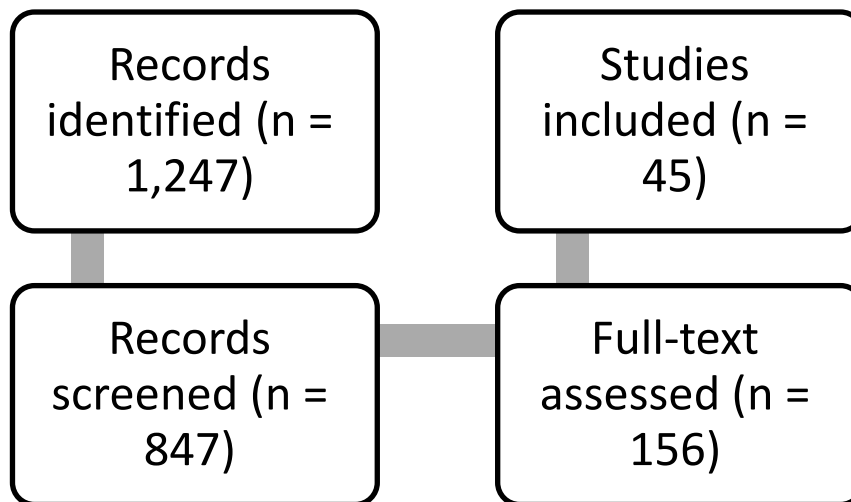 Records
identified (n =
1,247)
Records
screened (n =
847)
Full-text
assessed (n =
156)
Studies
included (n =
45)